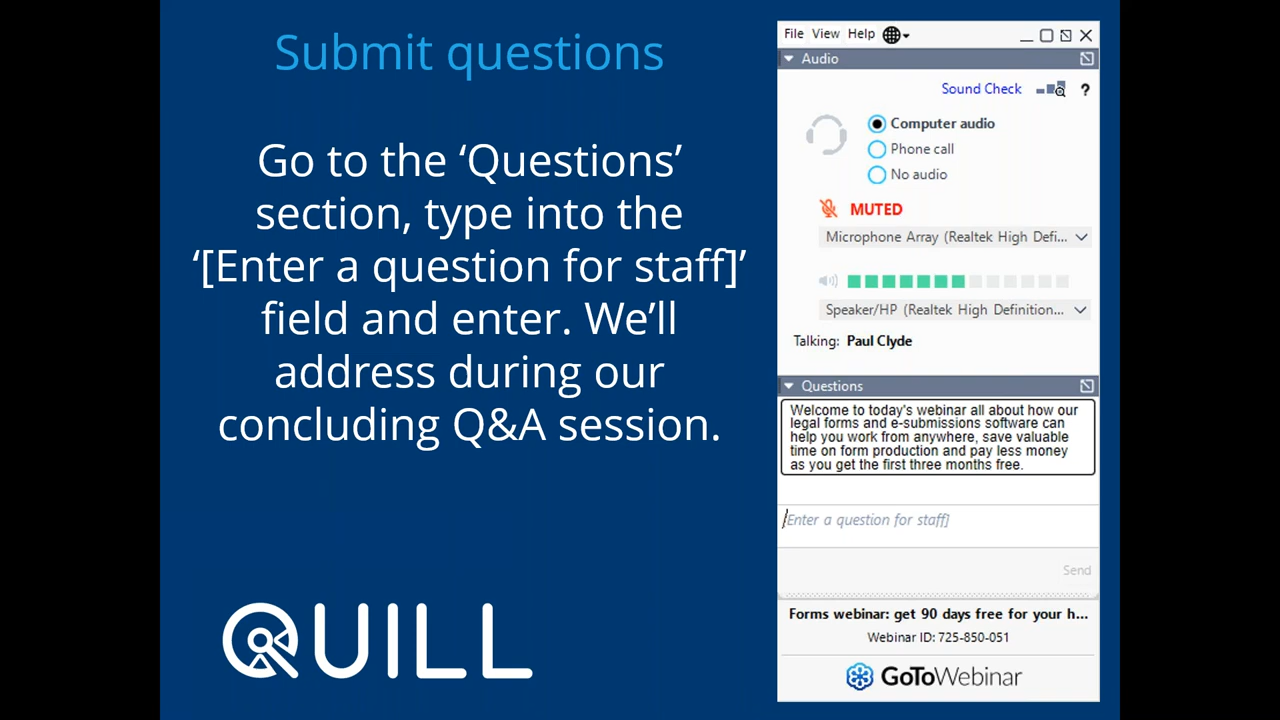 Submit questions
Go to the ‘Questions’
section, type into the
‘[Enter a question for staff]’
field and enter. We’ll
address during our
concluding Q&A session.
QUILL
File View Help
Audio
Sound Check ?
Computer audio
Phone call
No audio
MUTED
Microphone Array (Realtek High Defi...
Speaker/HP (Realtek High Definition...
Talking: Paul Clyde
Questions
Welcome to today's webinar all about how our
legal forms and e-submissions software can
help you work from anywhere, save valuable
time on form production and pay less money
as you get the first three months free.
[Enter a question for staff]
Send
Forms webinar: get 90 days free for your h...
Webinar ID: 725-850-051
GoToWebinar